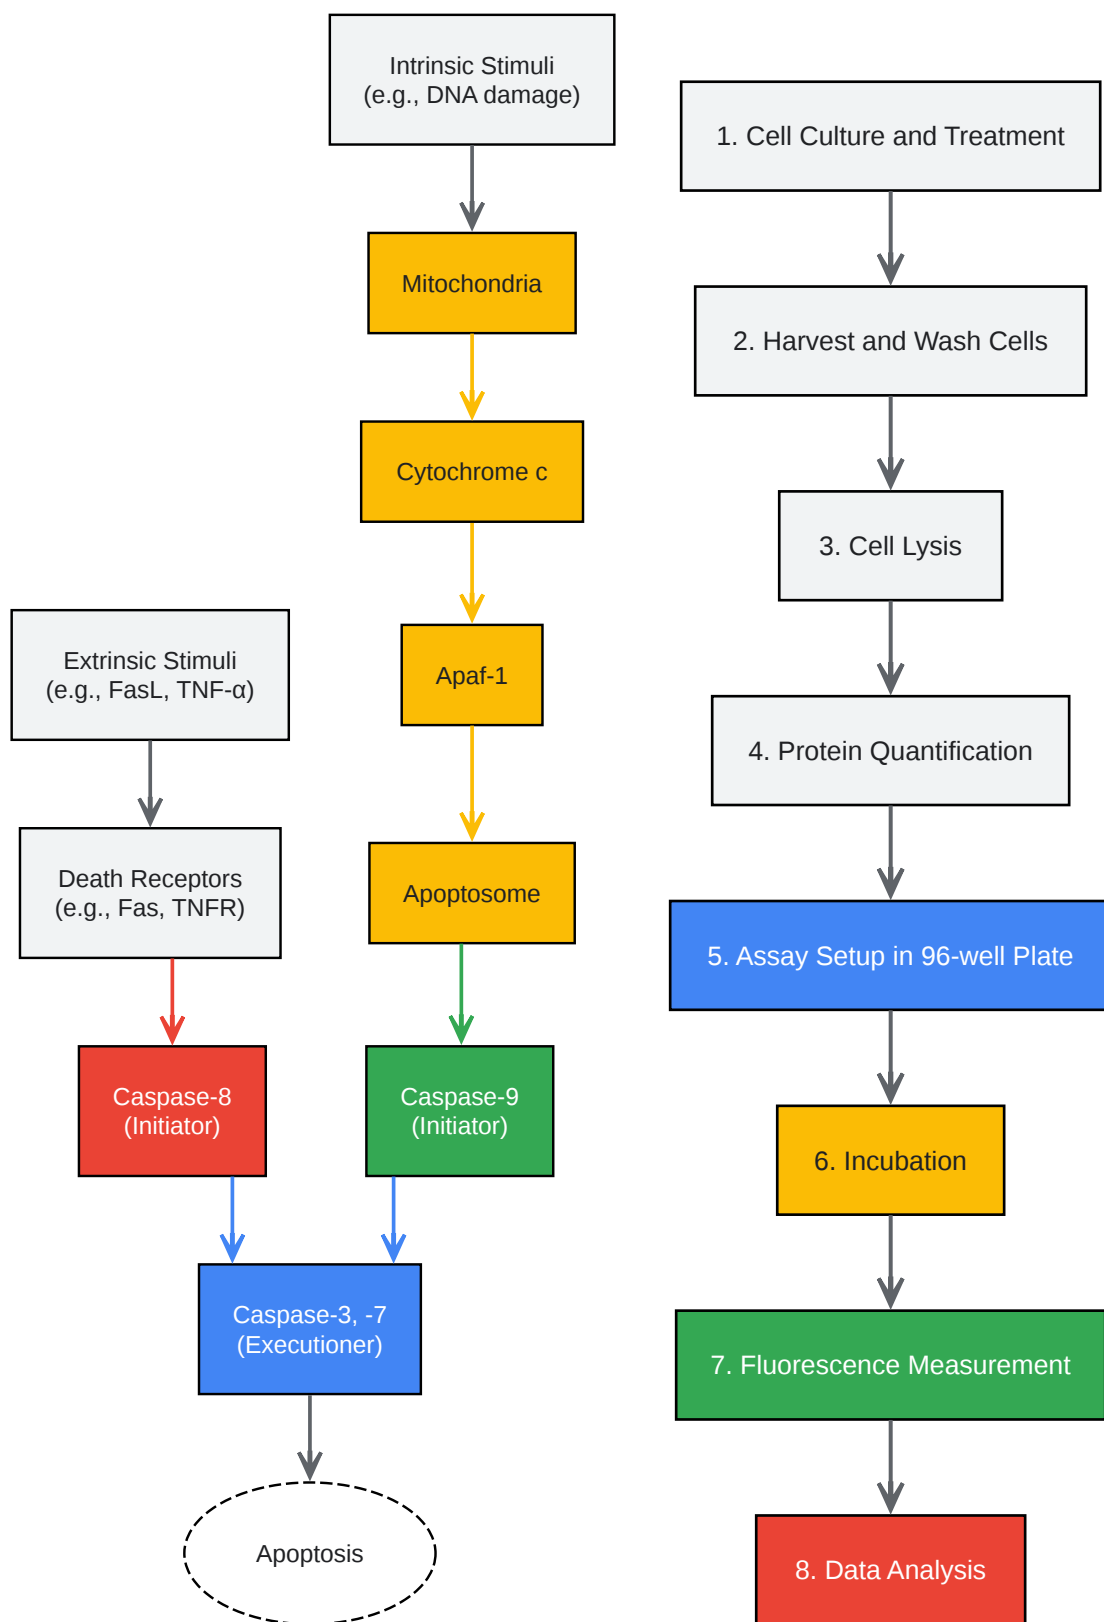 Intrinsic Stimuli
(e.g., DNA damage)
Mitochondria
Cytochrome c
Apaf-1
Apoptosome
Extrinsic Stimuli
(e.g., FasL, TNF-α)
Death Receptors
(e.g., Fas, TNFR)
Caspase-8
(Initiator)
Caspase-9
(Initiator)
Caspase-3, -7
(Executioner)
Apoptosis
1. Cell Culture and Treatment
2. Harvest and Wash Cells
3. Cell Lysis
4. Protein Quantification
5. Assay Setup in 96-well Plate
6. Incubation
7. Fluorescence Measurement
8. Data Analysis